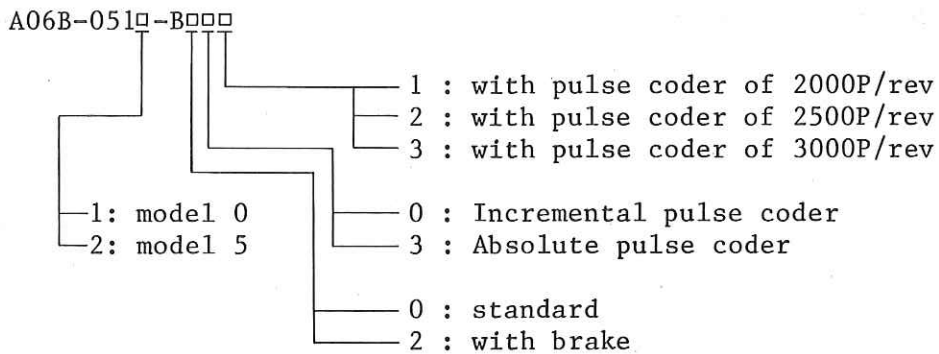 A06B-051□-B□□□
1 : with pulse coder of 2000P/rev
2 : with pulse coder of 2500P/rev
3 : with pulse coder of 3000P/rev
1: model 0
0 : Incremental pulse coder
2: model 5
3 : Absolute pulse coder
0 : standard
2 : with brake